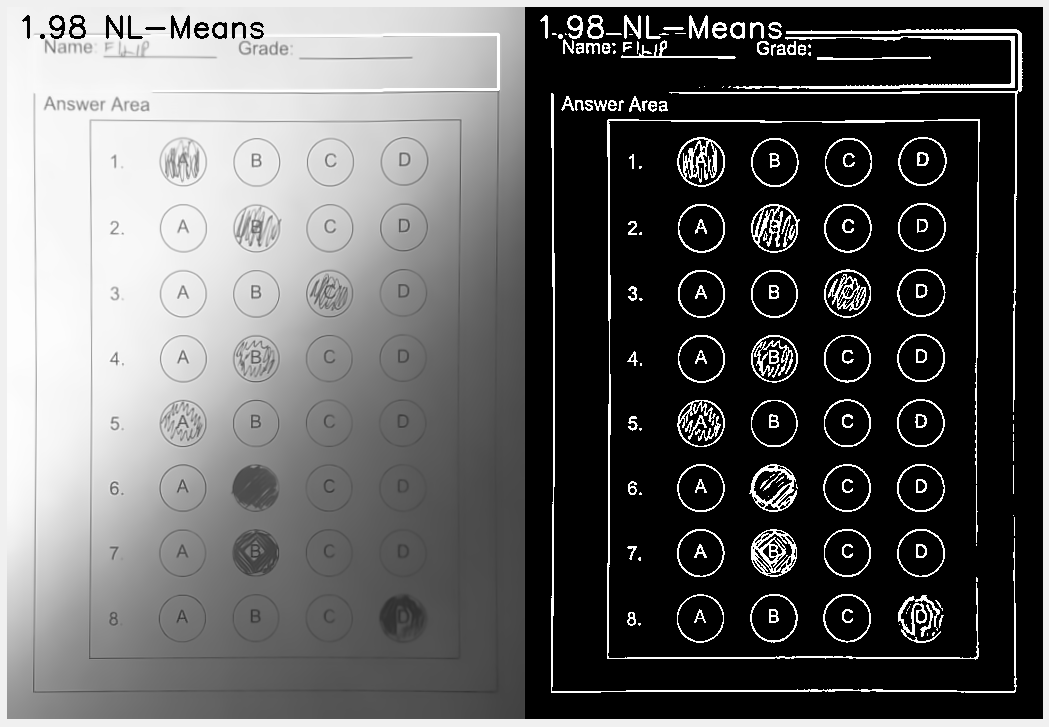 1.98 NL-Means 1.98 NL-Means
Name: FILIP Grade: Name: FILIP Grade:
Answer Area Answer Area
1. A B C D 1. A B C D
2. A B C D 2. A B C D
3. A B C D 3. A B C D
4. A B C D 4. A B C D
5. A B C D 5. A B C D
6. A C D 6. A C D
7. A B C D 7. A B C D
8. A B C D 8. A B C D